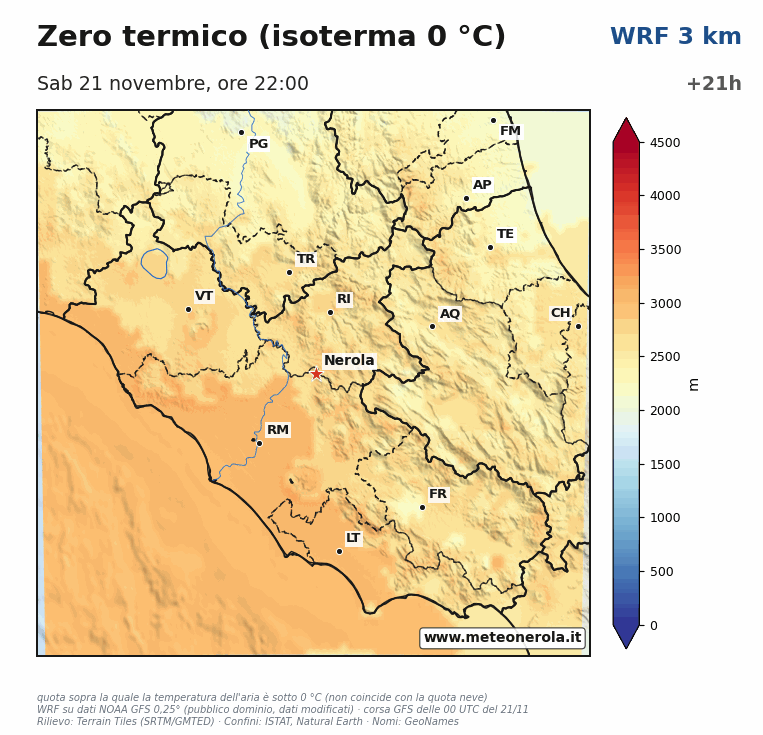 Zero termico (isoterma 0 °C)
WRF 3 km
Sab 21 novembre, ore 22:00
+21h
PG
FM
AP
TE
TR
VT
RI
AQ
CH
Nerola
RM
FR
LT
www.meteonerola.it
4500
4000
3500
3000
2500
2000
1500
1000
500
0
m
quota sopra la quale la temperatura dell'aria è sotto 0 °C (non coincide con la quota neve)
WRF su dati NOAA GFS 0,25° (pubblico dominio, dati modificati) · corsa GFS delle 00 UTC del 21/11
Rilievo: Terrain Tiles (SRTM/GMTED) · Confini: ISTAT, Natural Earth · Nomi: GeoNames